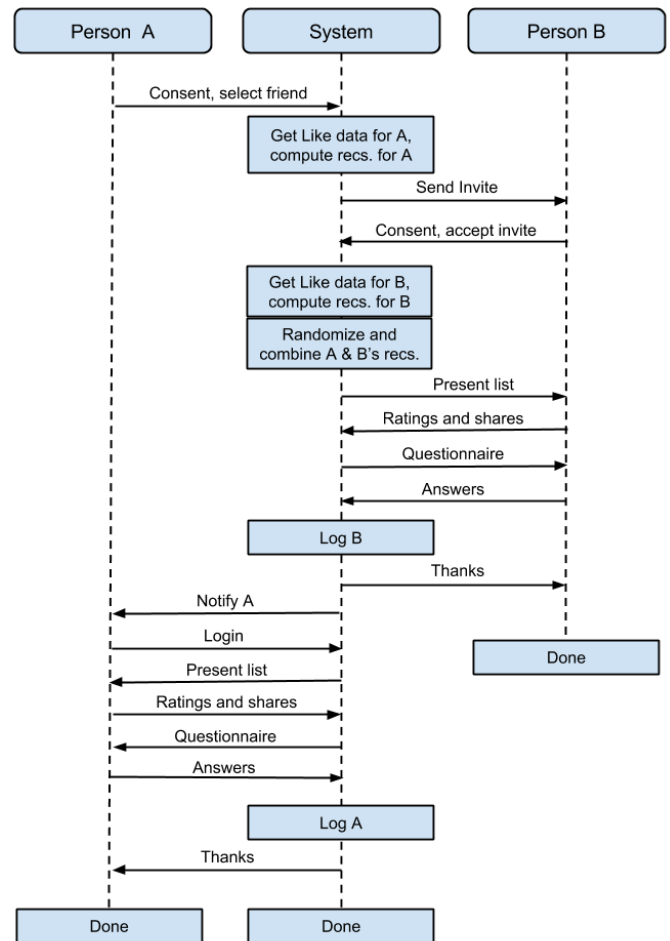 Person A
System
Person B
Consent, select friend
Get Like data for A,
compute recs. for A
Send Invite
Consent, accept invite
Get Like data for B,
compute recs. for B
Randomize and
combine A & B's recs.
Present list
Ratings and shares
Questionnaire
Answers
Log B
Thanks
Notify A
Login
Done
Present list
Ratings and shares
Questionnaire
Answers
Log A
Thanks
Done
Done